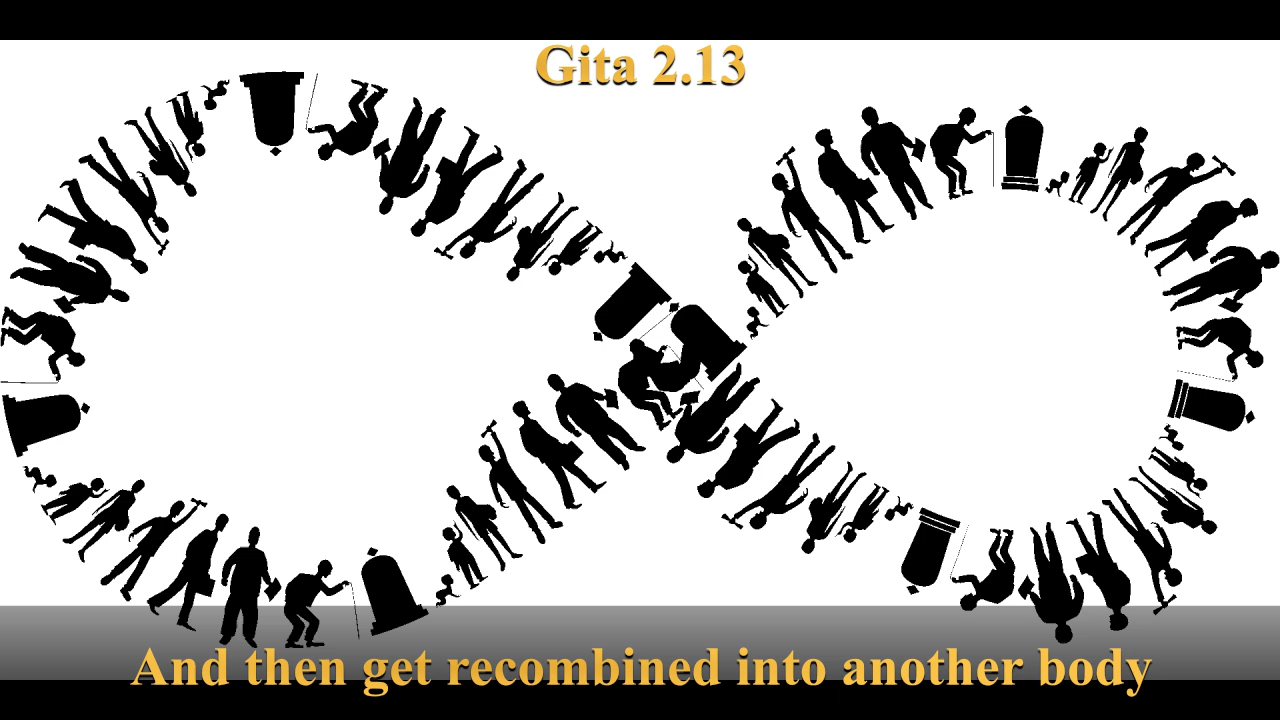 Gita 2.13
And then get recombined into another body